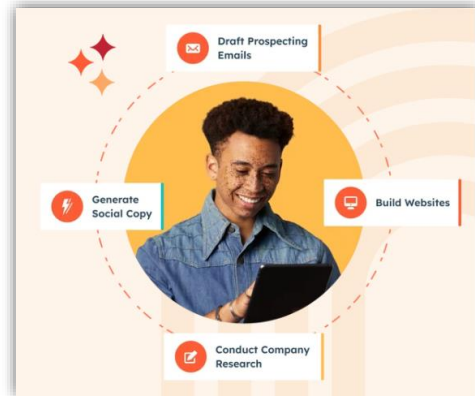 Draft Prospecting
Emails
Generate
Social Copy
Build Websites
Conduct Company
Research